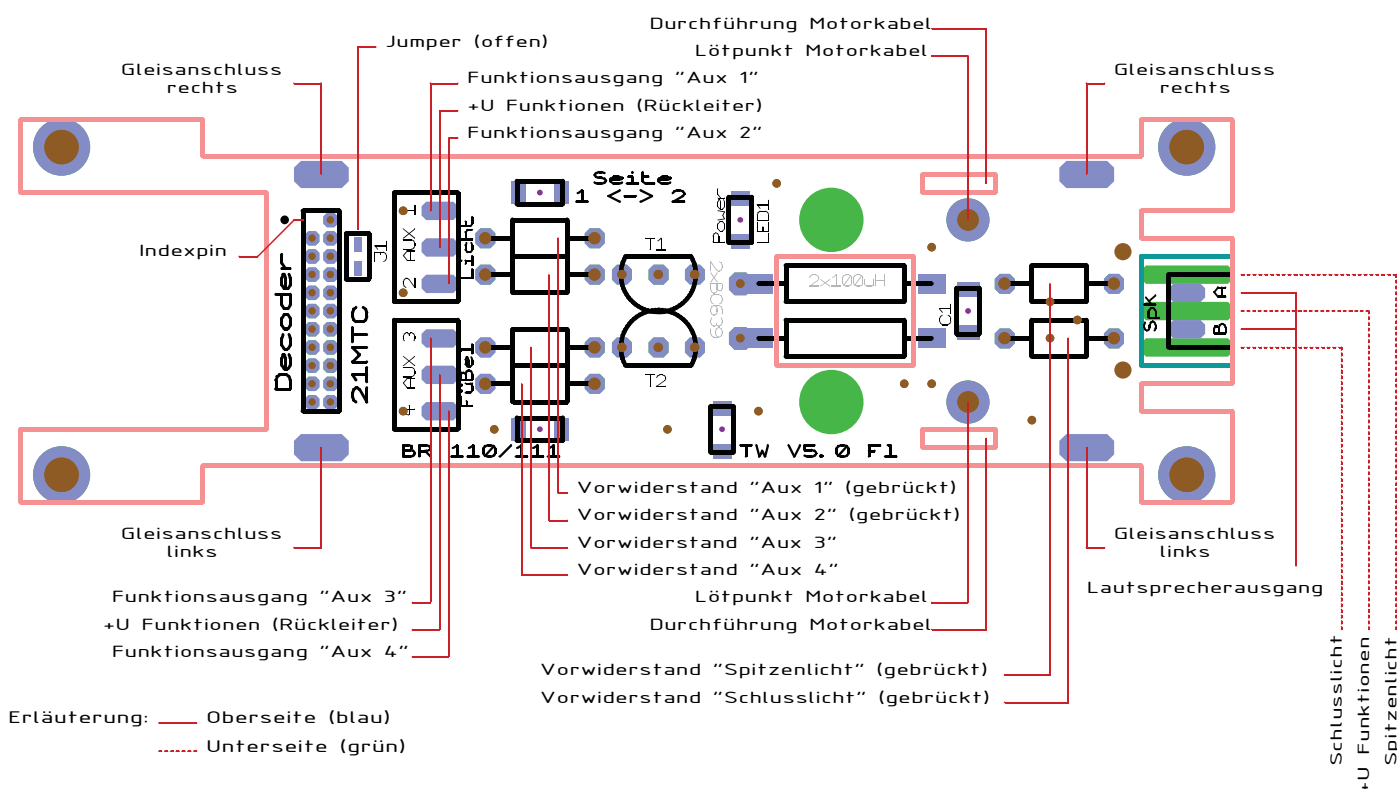 Durchführung Motorkabel
Jumper (offen)
Lötpunkt Motorkabel
Gleisanschluss
rechts
Funktionsausgang "Aux 1"
+U Funktionen (Rückleiter)
Funktionsausgang "Aux 2"
Gleisanschluss
rechts
Seite
1 <-> 2
Indexpin
Decoder
21MTC
J1
1
AUX
2
Licht
3
AUX
4
FüBel
T1
T2
2xBC639
Power
LED1
2x100uH
C1
Spk
A
B
BR 110/111
TW V5.0 Fl
Vorwiderstand "Aux 1" (gebrückt)
Vorwiderstand "Aux 2" (gebrückt)
Vorwiderstand "Aux 3"
Vorwiderstand "Aux 4"
Gleisanschluss
links
Gleisanschluss
links
Lautsprecherausgang
Funktionsausgang "Aux 3"
+U Funktionen (Rückleiter)
Funktionsausgang "Aux 4"
Lötpunkt Motorkabel
Durchführung Motorkabel
Vorwiderstand "Spitzenlicht" (gebrückt)
Vorwiderstand "Schlusslicht" (gebrückt)
Schlusslicht
+U Funktionen
Spitzenlicht
Erläuterung:
Oberseite (blau)
Unterseite (grün)